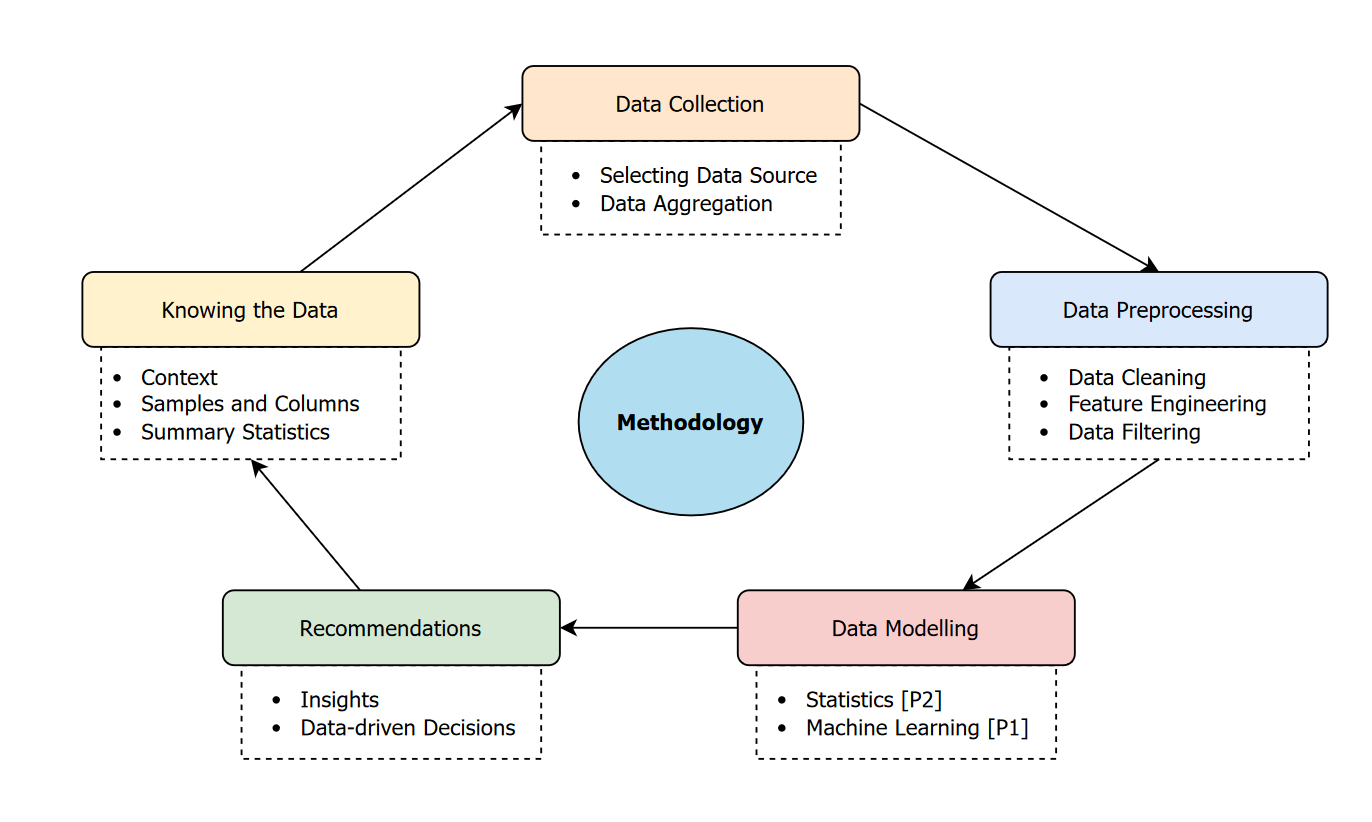 Data Collection
• Selecting Data Source
• Data Aggregation
Knowing the Data
• Context
• Samples and Columns
• Summary Statistics
Data Preprocessing
• Data Cleaning
• Feature Engineering
• Data Filtering
Methodology
Recommendations
• Insights
• Data-driven Decisions
Data Modelling
• Statistics [P2]
• Machine Learning [P1]